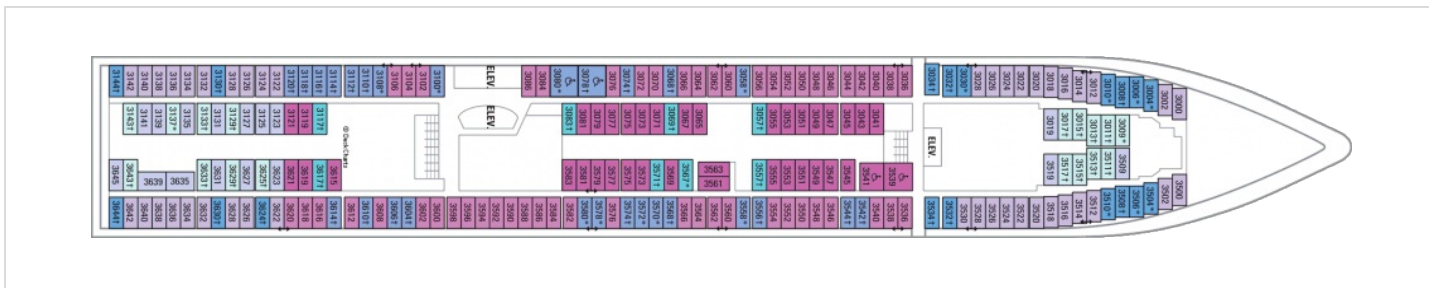 3144† 3142 3140 3138 3136 3134 3132 3130† 3128 3126 3124 3122 3120† 3118† 3116† 3114† 3112† 3110† 3108* 3106 3104 3102 3100*
ELEV.
3086 3084 3080* 3078† 3076 3074† 3072 3070 3068† 3066 3064 3062 3060 3058* 3056 3054 3052 3050 3048 3046 3044 3042 3040 3038 3036
3034† 3032† 3030* 3028 3026 3024 3022 3020 3018 3016 3014 3012 3010* 3008† 3006* 3004* 3002 3000
3143† 3141 3139 3137* 3135 3133† 3131 3129† 3127 3125 3123 3121 3119 3117†
© Deck-Charts
ELEV.
3083† 3081 3079 3077 3075 3073 3071 3069† 3067 3065
3057† 3055 3053 3051 3049 3047 3045 3043 3041
ELEV.
3019 3017† 3015† 3013† 3011† 3009*
3645 3643† 3639 3635 3633† 3631 3629† 3627 3625† 3623 3621 3619 3617† 3615
3583 3581 3579 3577 3575 3573 3571† 3569 3567* 3563
3561
3557† 3555 3553 3551 3549 3547 3545 3541 3539
3519 3517† 3515† 3513† 3511† 3509
3644† 3642 3640 3638 3636 3634 3632 3630† 3628 3626 3624† 3622 3620 3618 3616 3614† 3612 3610† 3608 3606† 3604† 3602 3600 3598 3596 3594 3592 3590 3588 3586 3584 3582 3580* 3578* 3576 3574† 3572* 3570* 3568† 3566 3564 3562 3560 3558* 3556† 3554 3552 3550 3548 3546 3544† 3542† 3540 3538 3536
3534† 3532† 3530 3528 3526 3524 3522 3520 3518 3516 3514* 3512 3510* 3508† 3506* 3504* 3502 3500